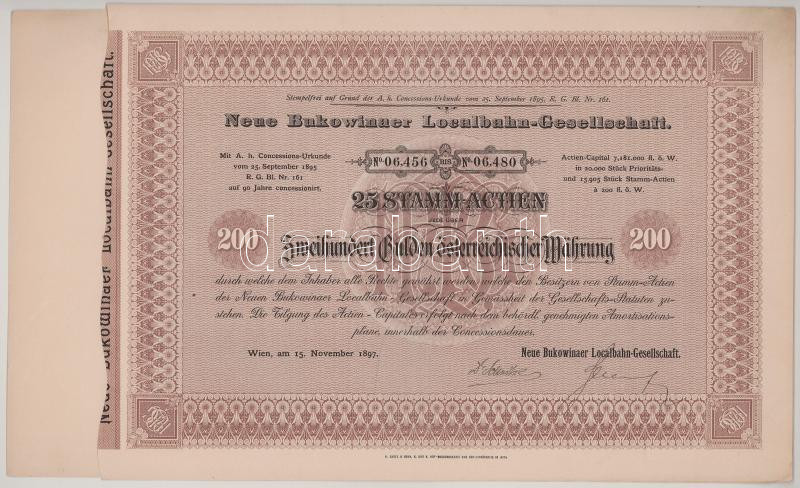 Neue Bukowinaer Localbahn-Gesellschaft.
Stempelfrei auf Grund der A. h. Concessions-Urkunde vom 25. September 1895, R. G. Bl. Nr. 161.
Neue Bukowinaer Localbahn-Gesellschaft.
Mit A. h. Concessions-Urkunde
vom 25. September 1895
R. G. Bl. Nr. 161
auf 90 Jahre concessionirt.
No 06.456 BIS No 06.480
Actien-Capital 7,181.000 fl. ö. W.
in 20.000 Stück Prioritäts-
und 15.905 Stück Stamm-Actien
à 200 fl. ö. W.
25 STAMM-ACTIEN
JEDE ÜBER
200 Zweihundert Gulden österreichischer Währung 200
darabanth
durch welche dem Inhaber alle Rechte gewährt werden, welche den Besitzern von Stamm-Actien
der Neuen Bukowinaer Localbahn-Gesellschaft in Gemässheit der Gesellschafts-Statuten zu-
stehen. Die Tilgung des Actien-Capitales erfolgt nach dem behördl. genehmigten Amortisations-
plane, innerhalb der Concessionsdauer.
Wien, am 15. November 1897.
Neue Bukowinaer Localbahn-Gesellschaft.